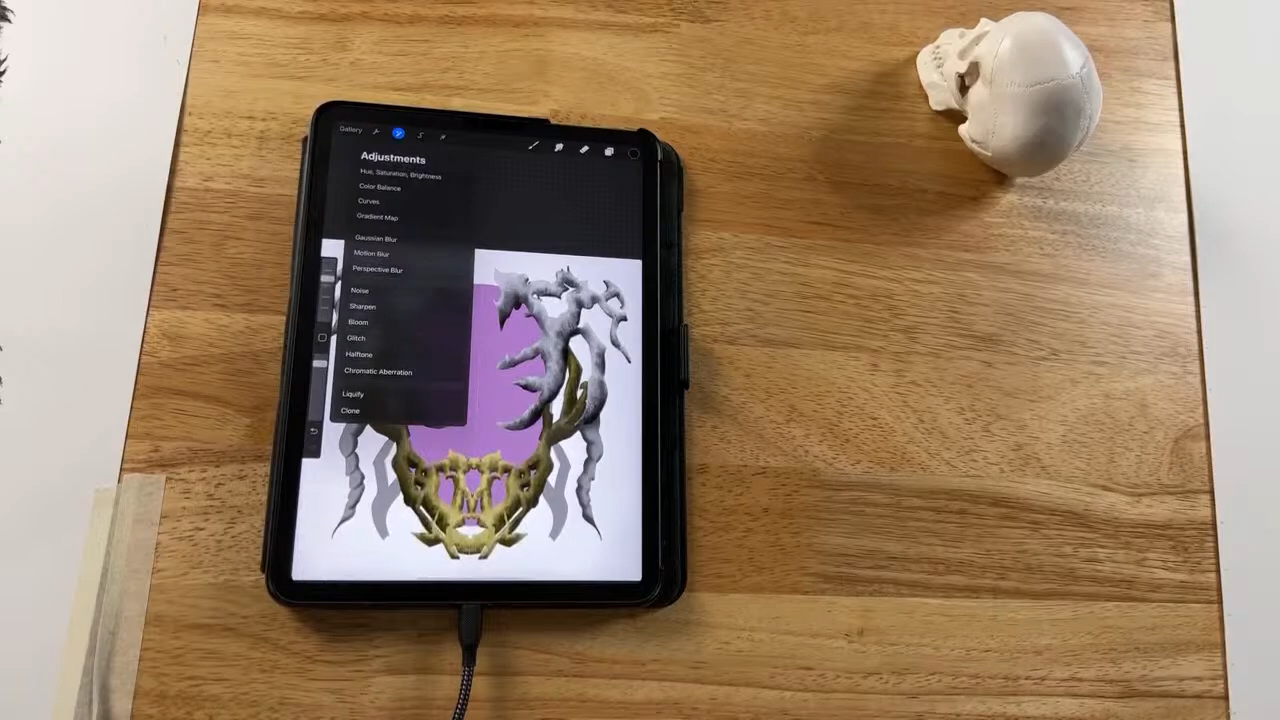 Gallery
Adjustments
Hue, Saturation, Brightness
Color Balance
Curves
Gradient Map
Gaussian Blur
Motion Blur
Perspective Blur
Noise
Sharpen
Bloom
Glitch
Halftone
Chromatic Aberration
Liquify
Clone